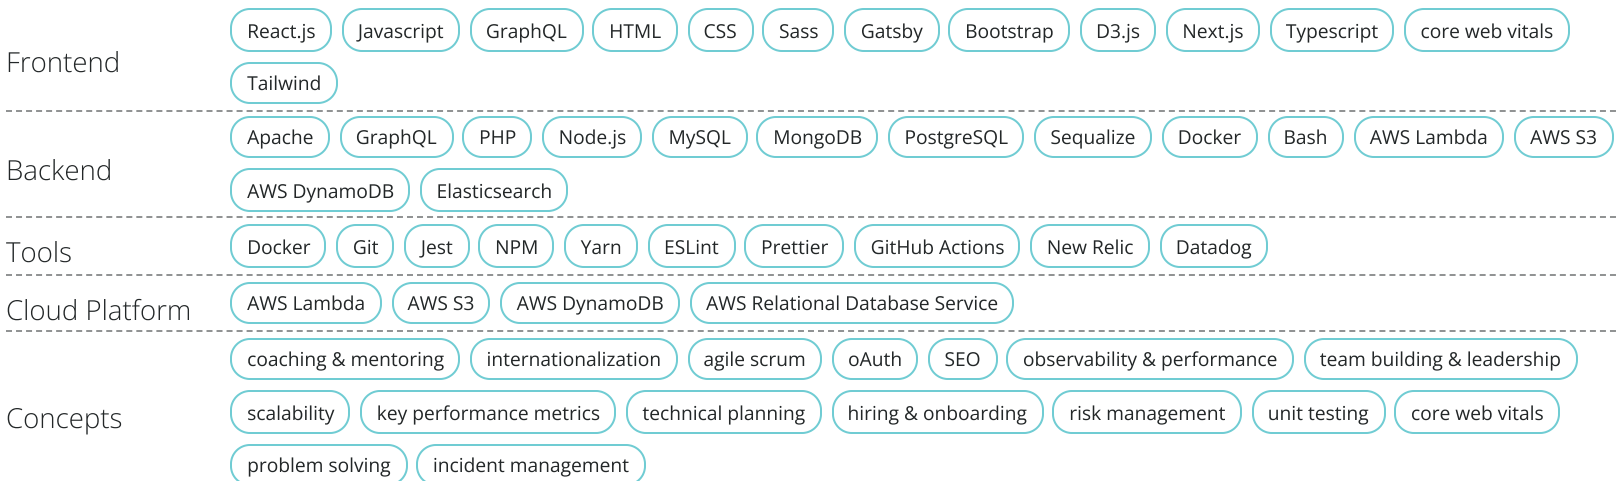 Frontend
React.js Javascript GraphQL HTML CSS Sass Gatsby Bootstrap D3.js Next.js Typescript core web vitals
Tailwind
Backend
Apache GraphQL PHP Node.js MySQL MongoDB PostgreSQL Sequalize Docker Bash AWS Lambda AWS S3
AWS DynamoDB Elasticsearch
Tools
Docker Git Jest NPM Yarn ESLint Prettier GitHub Actions New Relic Datadog
Cloud Platform
AWS Lambda AWS S3 AWS DynamoDB AWS Relational Database Service
Concepts
coaching & mentoring internationalization agile scrum oAuth SEO observability & performance team building & leadership
scalability key performance metrics technical planning hiring & onboarding risk management unit testing core web vitals
problem solving incident management